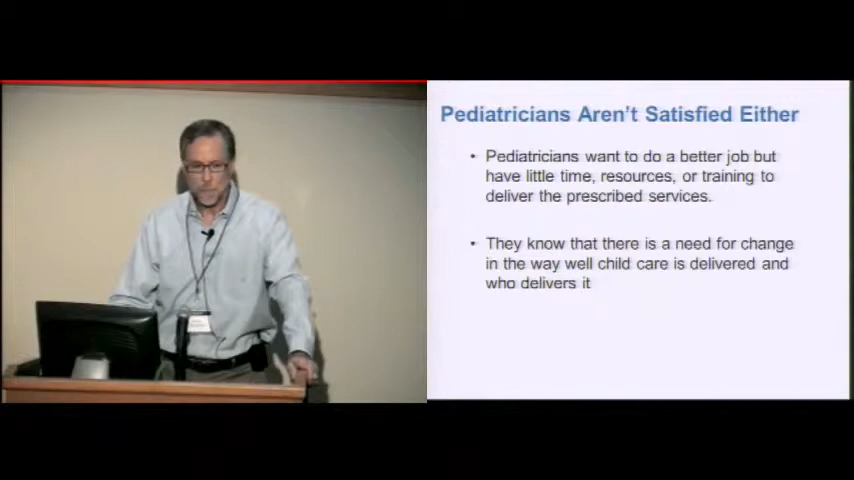 Pediatricians Aren't Satisfied Either
• Pediatricians want to do a better job but
have little time, resources, or training to
deliver the prescribed services.
• They know that there is a need for change
in the way well child care is delivered and
who delivers it